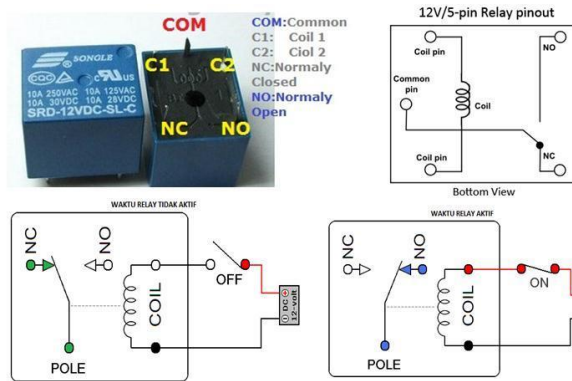 COM
C1
C2
NC
NO
SONGLE
CQC
US
10A 250VAC 10A 125VAC
10A 30VDC 10A 28VDC
SRD-12VDC-SL-C
COM:Common
C1: Coil 1
C2: Ciol 2
NC:Normaly
Closed
NO:Normaly
Open
12V/5-pin Relay pinout
Coil pin
NO
Common
pin
Coil
Coil pin
NC
Bottom View
WAKTU RELAY TIDAK AKTIF
NC
NO
COIL
OFF
DC
12-volt
POLE
WAKTU RELAY AKTIF
NC
NO
COIL
ON
POLE